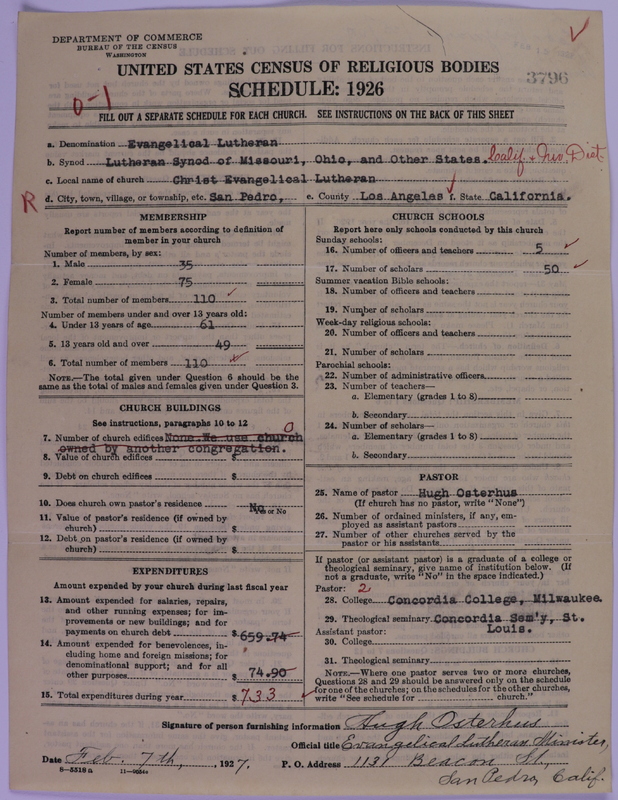 DEPARTMENT OF COMMERCE
BUREAU OF THE CENSUS
WASHINGTON
UNITED STATES CENSUS OF RELIGIOUS BODIES
SCHEDULE: 1926
3796
0-1
FILL OUT A SEPARATE SCHEDULE FOR EACH CHURCH. SEE INSTRUCTIONS ON THE BACK OF THIS SHEET
a. Denomination Evangelical Lutheran
b. Synod Lutheran Synod of Missouri, Ohio, and Other States. Calif. + Nev. Dist.
c. Local name of church Christ Evangelical Lutheran
R d. City, town, village, or township, etc. San Pedro, e. County Los Angeles f. State California.
MEMBERSHIP
Report number of members according to definition of
member in your church
Number of members, by sex:
1. Male 35
2. Female 75
3. Total number of members 110
Number of members under and over 13 years old:
4. Under 13 years of age 61
5. 13 years old and over 49
6. Total number of members 110
NOTE.—The total given under Question 6 should be the
same as the total of males and females given under Question 3.
CHURCH BUILDINGS
See instructions, paragraphs 10 to 12
0
7. Number of church edifices None. We use church
owned by another congregation.
8. Value of church edifices $
9. Debt on church edifices $
10. Does church own pastor's residence No
Yes or No
11. Value of pastor's residence (if owned by
church) $
12. Debt on pastor's residence (if owned by
church) $
EXPENDITURES
Amount expended by your church during last fiscal year
13. Amount expended for salaries, repairs,
and other running expenses; for im-
provements or new buildings; and for
payments on church debt $ 659.74
14. Amount expended for benevolences, in-
cluding home and foreign missions; for
denominational support; and for all
other purposes $ 74.90
15. Total expenditures during year $ 733
CHURCH SCHOOLS
Report here only schools conducted by this church
Sunday schools:
16. Number of officers and teachers 5
17. Number of scholars 50
Summer vacation Bible schools:
18. Number of officers and teachers
19. Number of scholars
Week-day religious schools:
20. Number of officers and teachers
21. Number of scholars
Parochial schools:
22. Number of administrative officers
23. Number of teachers—
a. Elementary (grades 1 to 8)
b. Secondary
24. Number of scholars—
a. Elementary (grades 1 to 8)
b. Secondary
PASTOR
25. Name of pastor Hugh Osterhus
(If church has no pastor, write "None")
26. Number of ordained ministers, if any, em-
ployed as assistant pastors
27. Number of other churches served by the
pastor or his assistants
If pastor (or assistant pastor) is a graduate of a college or
theological seminary, give name of institution below. (If
not a graduate, write "No" in the space indicated.)
Pastor: 2
28. College Concordia College, Milwaukee.
29. Theological seminary Concordia Sem'y, St.
Louis.
Assistant pastor:
30. College
31. Theological seminary
NOTE.—Where one pastor serves two or more churches,
Questions 28 and 29 should be answered only on the schedule
for one of the churches; on the schedules for the other churches,
write "See schedule for church."
Signature of person furnishing information Hugh Osterhus
Official title Evangelical Lutheran Minister,
Date Feb. 7th, 1927. P. O. Address 1131 Beacon St.,
San Pedro, Calif.
8—5518a